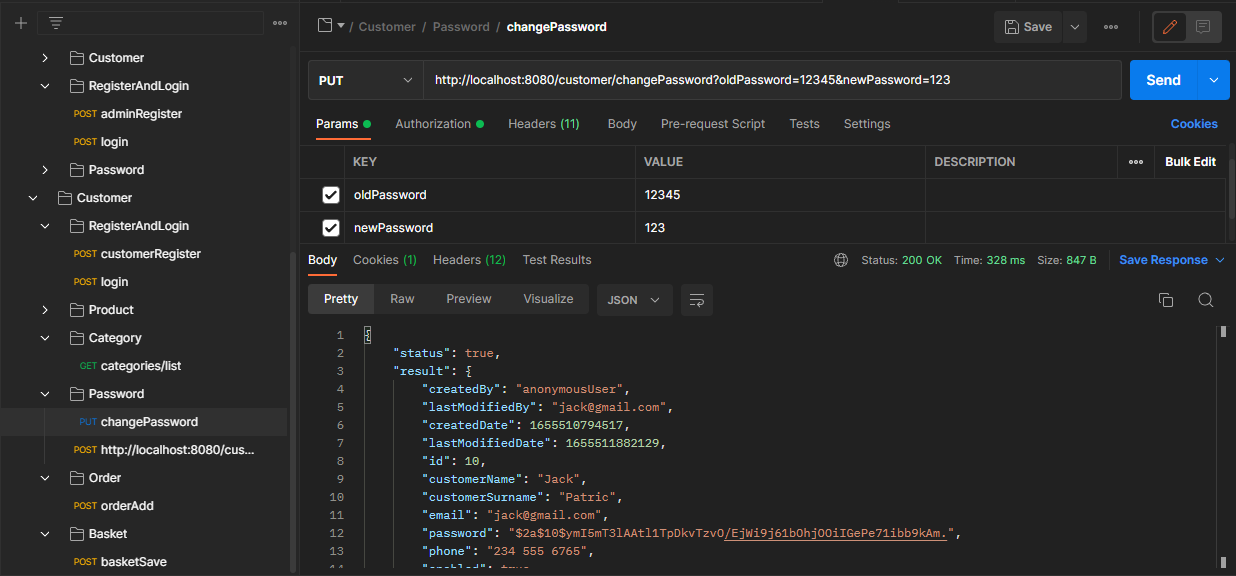 Customer
RegisterAndLogin
POST adminRegister
POST login
Password
Customer
RegisterAndLogin
POST customerRegister
POST login
Product
Category
GET categories/list
Password
PUT changePassword
POST http://localhost:8080/cus...
Order
POST orderAdd
Basket
POST basketSave
/ Customer / Password / changePassword
Save
PUT http://localhost:8080/customer/changePassword?oldPassword=12345&newPassword=123
Send
Params Authorization Headers (11) Body Pre-request Script Tests Settings Cookies
KEY VALUE DESCRIPTION Bulk Edit
oldPassword 12345
newPassword 123
Body Cookies (1) Headers (12) Test Results Status: 200 OK Time: 328 ms Size: 847 B Save Response
Pretty Raw Preview Visualize JSON
1 {
2 "status": true,
3 "result": {
4 "createdBy": "anonymousUser",
5 "lastModifiedBy": "jack@gmail.com",
6 "createdDate": 1655510794517,
7 "lastModifiedDate": 1655511882129,
8 "id": 10,
9 "customerName": "Jack",
10 "customerSurname": "Patric",
11 "email": "jack@gmail.com",
12 "password": "$2a$10$ymI5mT3lAAtl1TpDkvTzvO/EjWi9j61bOhjOOiIGePe71ibb9kAm.",
13 "phone": "234 555 6765",
14 "enabled": true